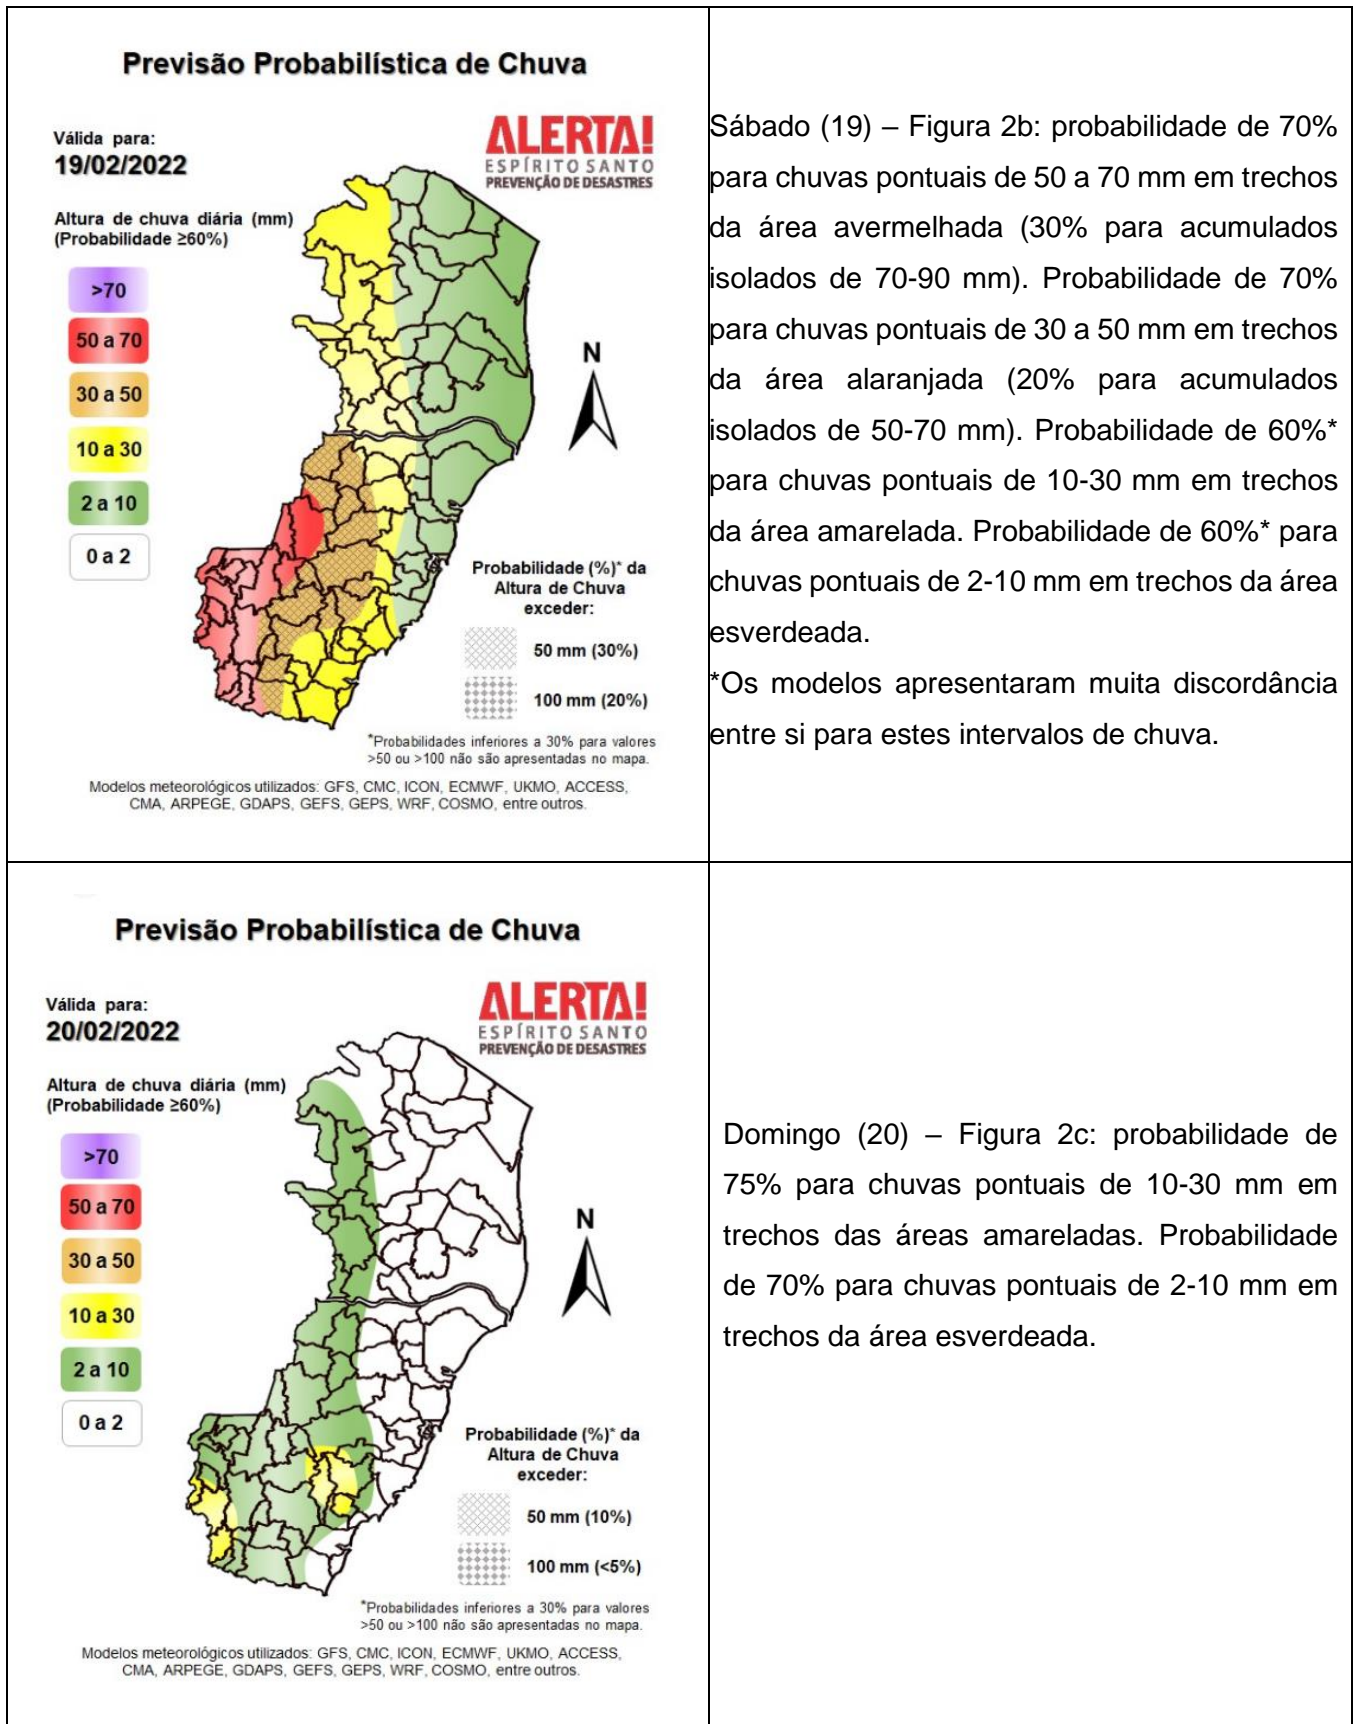 Previsão Probabilística de Chuva
Válida para:
19/02/2022
ALERTA!
ESPÍRITO SANTO
PREVENÇÃO DE DESASTRES
Altura de chuva diária (mm)
(Probabilidade ≥60%)
>70
50 a 70
30 a 50
10 a 30
2 a 10
0 a 2
N
Probabilidade (%)* da
Altura de Chuva
exceder:
50 mm (30%)
100 mm (20%)
*Probabilidades inferiores a 30% para valores
>50 ou >100 não são apresentadas no mapa.
Modelos meteorológicos utilizados: GFS, CMC, ICON, ECMWF, UKMO, ACCESS,
CMA, ARPEGE, GDAPS, GEFS, GEPS, WRF, COSMO, entre outros.
Sábado (19) – Figura 2b: probabilidade de 70%
para chuvas pontuais de 50 a 70 mm em trechos
da área avermelhada (30% para acumulados
isolados de 70-90 mm). Probabilidade de 70%
para chuvas pontuais de 30 a 50 mm em trechos
da área alaranjada (20% para acumulados
isolados de 50-70 mm). Probabilidade de 60%*
para chuvas pontuais de 10-30 mm em trechos
da área amarelada. Probabilidade de 60%* para
chuvas pontuais de 2-10 mm em trechos da área
esverdeada.
*Os modelos apresentaram muita discordância
entre si para estes intervalos de chuva.
Previsão Probabilística de Chuva
Válida para:
20/02/2022
ALERTA!
ESPÍRITO SANTO
PREVENÇÃO DE DESASTRES
Altura de chuva diária (mm)
(Probabilidade ≥60%)
>70
50 a 70
30 a 50
10 a 30
2 a 10
0 a 2
N
Probabilidade (%)* da
Altura de Chuva
exceder:
50 mm (10%)
100 mm (<5%)
*Probabilidades inferiores a 30% para valores
>50 ou >100 não são apresentadas no mapa.
Modelos meteorológicos utilizados: GFS, CMC, ICON, ECMWF, UKMO, ACCESS,
CMA, ARPEGE, GDAPS, GEFS, GEPS, WRF, COSMO, entre outros.
Domingo (20) – Figura 2c: probabilidade de
75% para chuvas pontuais de 10-30 mm em
trechos das áreas amareladas. Probabilidade
de 70% para chuvas pontuais de 2-10 mm em
trechos da área esverdeada.